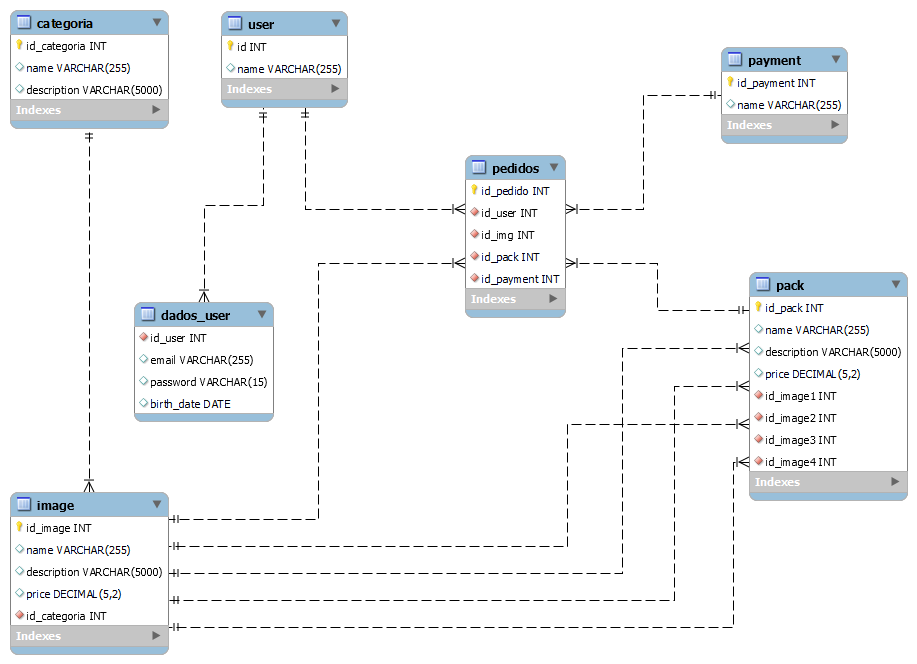 categoria
id_categoria INT
name VARCHAR(255)
description VARCHAR(5000)
Indexes
user
id INT
name VARCHAR(255)
Indexes
payment
id_payment INT
name VARCHAR(255)
Indexes
pedidos
id_pedido INT
id_user INT
id_img INT
id_pack INT
id_payment INT
Indexes
dados_user
id_user INT
email VARCHAR(255)
password VARCHAR(15)
birth_date DATE
pack
id_pack INT
name VARCHAR(255)
description VARCHAR(5000)
price DECIMAL(5,2)
id_image1 INT
id_image2 INT
id_image3 INT
id_image4 INT
Indexes
image
id_image INT
name VARCHAR(255)
description VARCHAR(5000)
price DECIMAL(5,2)
id_categoria INT
Indexes